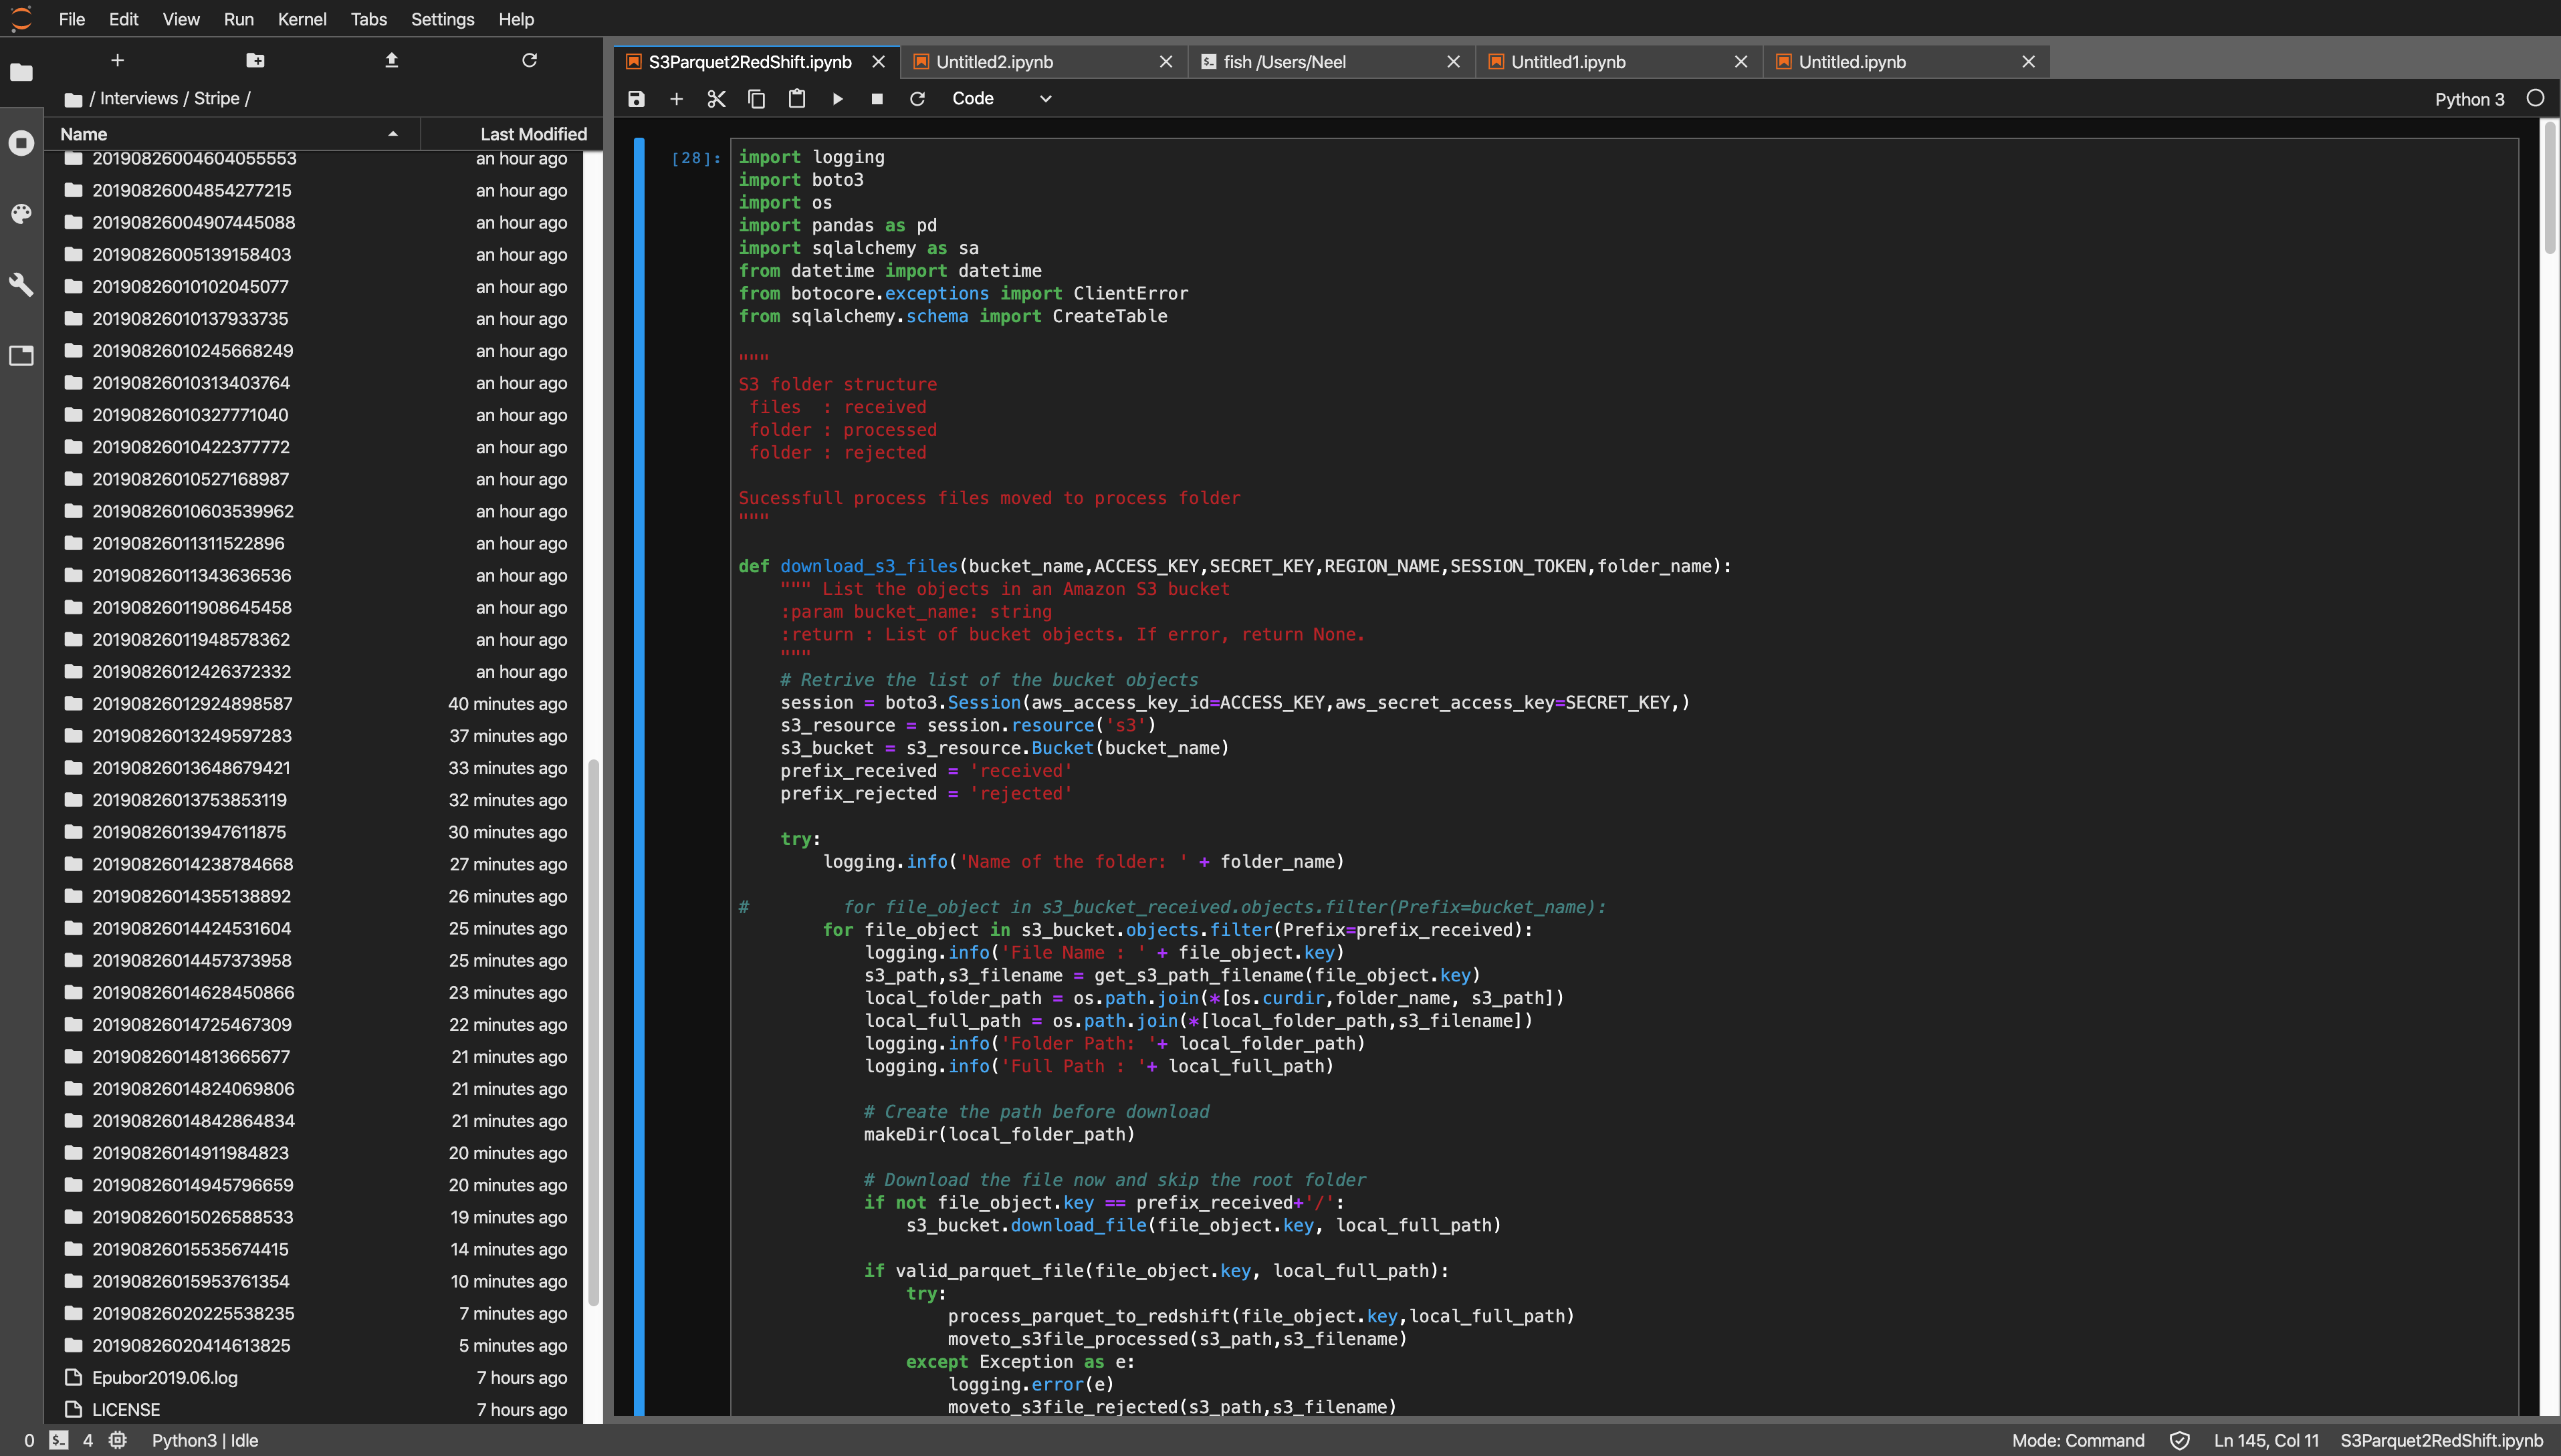 File Edit View Run Kernel Tabs Settings Help
/ Interviews / Stripe /
Name Last Modified
20190826004604055553 an hour ago
20190826004854277215 an hour ago
20190826004907445088 an hour ago
20190826005139158403 an hour ago
20190826010102045077 an hour ago
20190826010137933735 an hour ago
20190826010245668249 an hour ago
20190826010313403764 an hour ago
20190826010327771040 an hour ago
20190826010422377772 an hour ago
20190826010527168987 an hour ago
20190826010603539962 an hour ago
20190826011311522896 an hour ago
20190826011343636536 an hour ago
20190826011908645458 an hour ago
20190826011948578362 an hour ago
20190826012426372332 an hour ago
20190826012924898587 40 minutes ago
20190826013249597283 37 minutes ago
20190826013648679421 33 minutes ago
20190826013753853119 32 minutes ago
20190826013947611875 30 minutes ago
20190826014238784668 27 minutes ago
20190826014355138892 26 minutes ago
20190826014424531604 25 minutes ago
20190826014457373958 25 minutes ago
20190826014628450866 23 minutes ago
20190826014725467309 22 minutes ago
20190826014813665677 21 minutes ago
20190826014824069806 21 minutes ago
20190826014842864834 21 minutes ago
20190826014911984823 20 minutes ago
20190826014945796659 20 minutes ago
20190826015026588533 19 minutes ago
20190826015535674415 14 minutes ago
20190826015953761354 10 minutes ago
20190826020225538235 7 minutes ago
20190826020414613825 5 minutes ago
Epubor2019.06.log 7 hours ago
LICENSE 7 hours ago
S3Parquet2RedShift.ipynb Untitled2.ipynb fish /Users/Neel Untitled1.ipynb Untitled.ipynb
Code Python 3
[28]:
import logging
import boto3
import os
import pandas as pd
import sqlalchemy as sa
from datetime import datetime
from botocore.exceptions import ClientError
from sqlalchemy.schema import CreateTable
"""
S3 folder structure
files : received
folder : processed
folder : rejected
Sucessfull process files moved to process folder
"""
def download_s3_files(bucket_name,ACCESS_KEY,SECRET_KEY,REGION_NAME,SESSION_TOKEN,folder_name):
""" List the objects in an Amazon S3 bucket
:param bucket_name: string
:return : List of bucket objects. If error, return None.
"""
# Retrive the list of the bucket objects
session = boto3.Session(aws_access_key_id=ACCESS_KEY,aws_secret_access_key=SECRET_KEY,)
s3_resource = session.resource('s3')
s3_bucket = s3_resource.Bucket(bucket_name)
prefix_received = 'received'
prefix_rejected = 'rejected'
try:
logging.info('Name of the folder: ' + folder_name)
# for file_object in s3_bucket_received.objects.filter(Prefix=bucket_name):
for file_object in s3_bucket.objects.filter(Prefix=prefix_received):
logging.info('File Name : ' + file_object.key)
s3_path,s3_filename = get_s3_path_filename(file_object.key)
local_folder_path = os.path.join(*[os.curdir,folder_name, s3_path])
local_full_path = os.path.join(*[local_folder_path,s3_filename])
logging.info('Folder Path: '+ local_folder_path)
logging.info('Full Path : '+ local_full_path)
# Create the path before download
makeDir(local_folder_path)
# Download the file now and skip the root folder
if not file_object.key == prefix_received+'/':
s3_bucket.download_file(file_object.key, local_full_path)
if valid_parquet_file(file_object.key, local_full_path):
try:
process_parquet_to_redshift(file_object.key,local_full_path)
moveto_s3file_processed(s3_path,s3_filename)
except Exception as e:
logging.error(e)
moveto_s3file_rejected(s3_path,s3_filename)
0 $_ 4 Python3 | Idle Mode: Command Ln 145, Col 11 S3Parquet2RedShift.ipynb